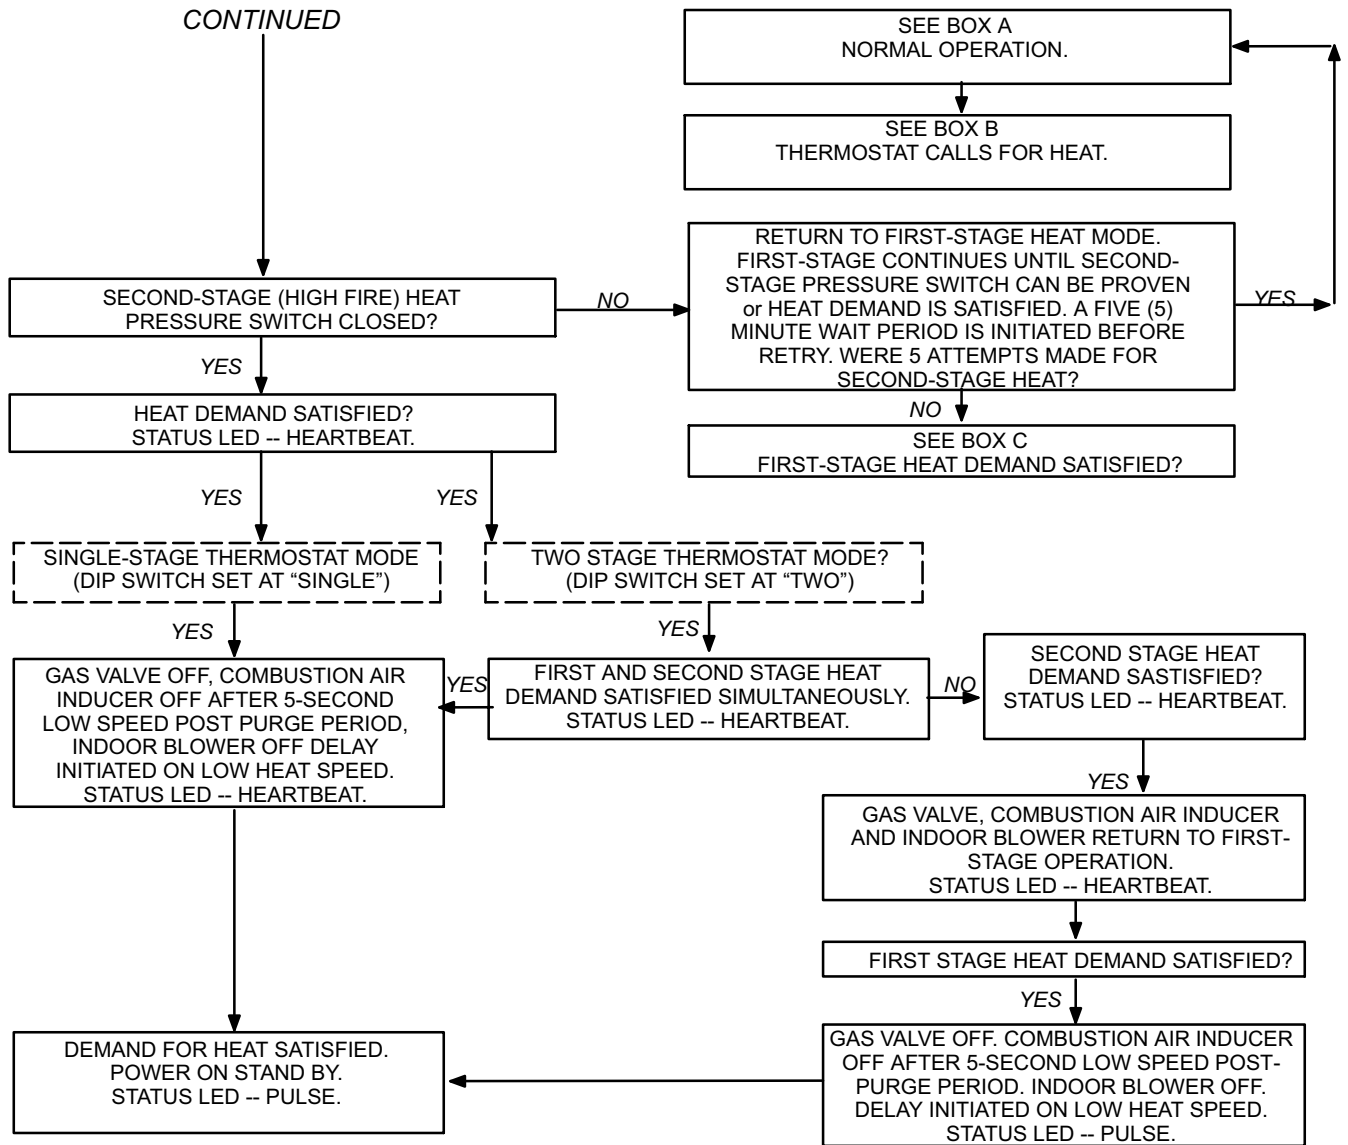 CONTINUED
SEE BOX A
NORMAL OPERATION.
SEE BOX B
THERMOSTAT CALLS FOR HEAT.
SECOND-STAGE (HIGH FIRE) HEAT
PRESSURE SWITCH CLOSED?
NO
RETURN TO FIRST-STAGE HEAT MODE.
FIRST-STAGE CONTINUES UNTIL SECOND-
STAGE PRESSURE SWITCH CAN BE PROVEN
or HEAT DEMAND IS SATISFIED. A FIVE (5)
MINUTE WAIT PERIOD IS INITIATED BEFORE
RETRY. WERE 5 ATTEMPTS MADE FOR
SECOND-STAGE HEAT?
YES
YES
NO
HEAT DEMAND SATISFIED?
STATUS LED -- HEARTBEAT.
SEE BOX C
FIRST-STAGE HEAT DEMAND SATISFIED?
YES
YES
SINGLE-STAGE THERMOSTAT MODE
(DIP SWITCH SET AT “SINGLE”)
TWO STAGE THERMOSTAT MODE?
(DIP SWITCH SET AT “TWO”)
YES
YES
GAS VALVE OFF, COMBUSTION AIR
INDUCER OFF AFTER 5-SECOND
LOW SPEED POST PURGE PERIOD,
INDOOR BLOWER OFF DELAY
INITIATED ON LOW HEAT SPEED.
STATUS LED -- HEARTBEAT.
YES
FIRST AND SECOND STAGE HEAT
DEMAND SATISFIED SIMULTANEOUSLY.
STATUS LED -- HEARTBEAT.
NO
SECOND STAGE HEAT
DEMAND SASTISFIED?
STATUS LED -- HEARTBEAT.
YES
GAS VALVE, COMBUSTION AIR INDUCER
AND INDOOR BLOWER RETURN TO FIRST-
STAGE OPERATION.
STATUS LED -- HEARTBEAT.
FIRST STAGE HEAT DEMAND SATISFIED?
YES
GAS VALVE OFF. COMBUSTION AIR INDUCER
OFF AFTER 5-SECOND LOW SPEED POST-
PURGE PERIOD. INDOOR BLOWER OFF.
DELAY INITIATED ON LOW HEAT SPEED.
STATUS LED -- PULSE.
DEMAND FOR HEAT SATISFIED.
POWER ON STAND BY.
STATUS LED -- PULSE.